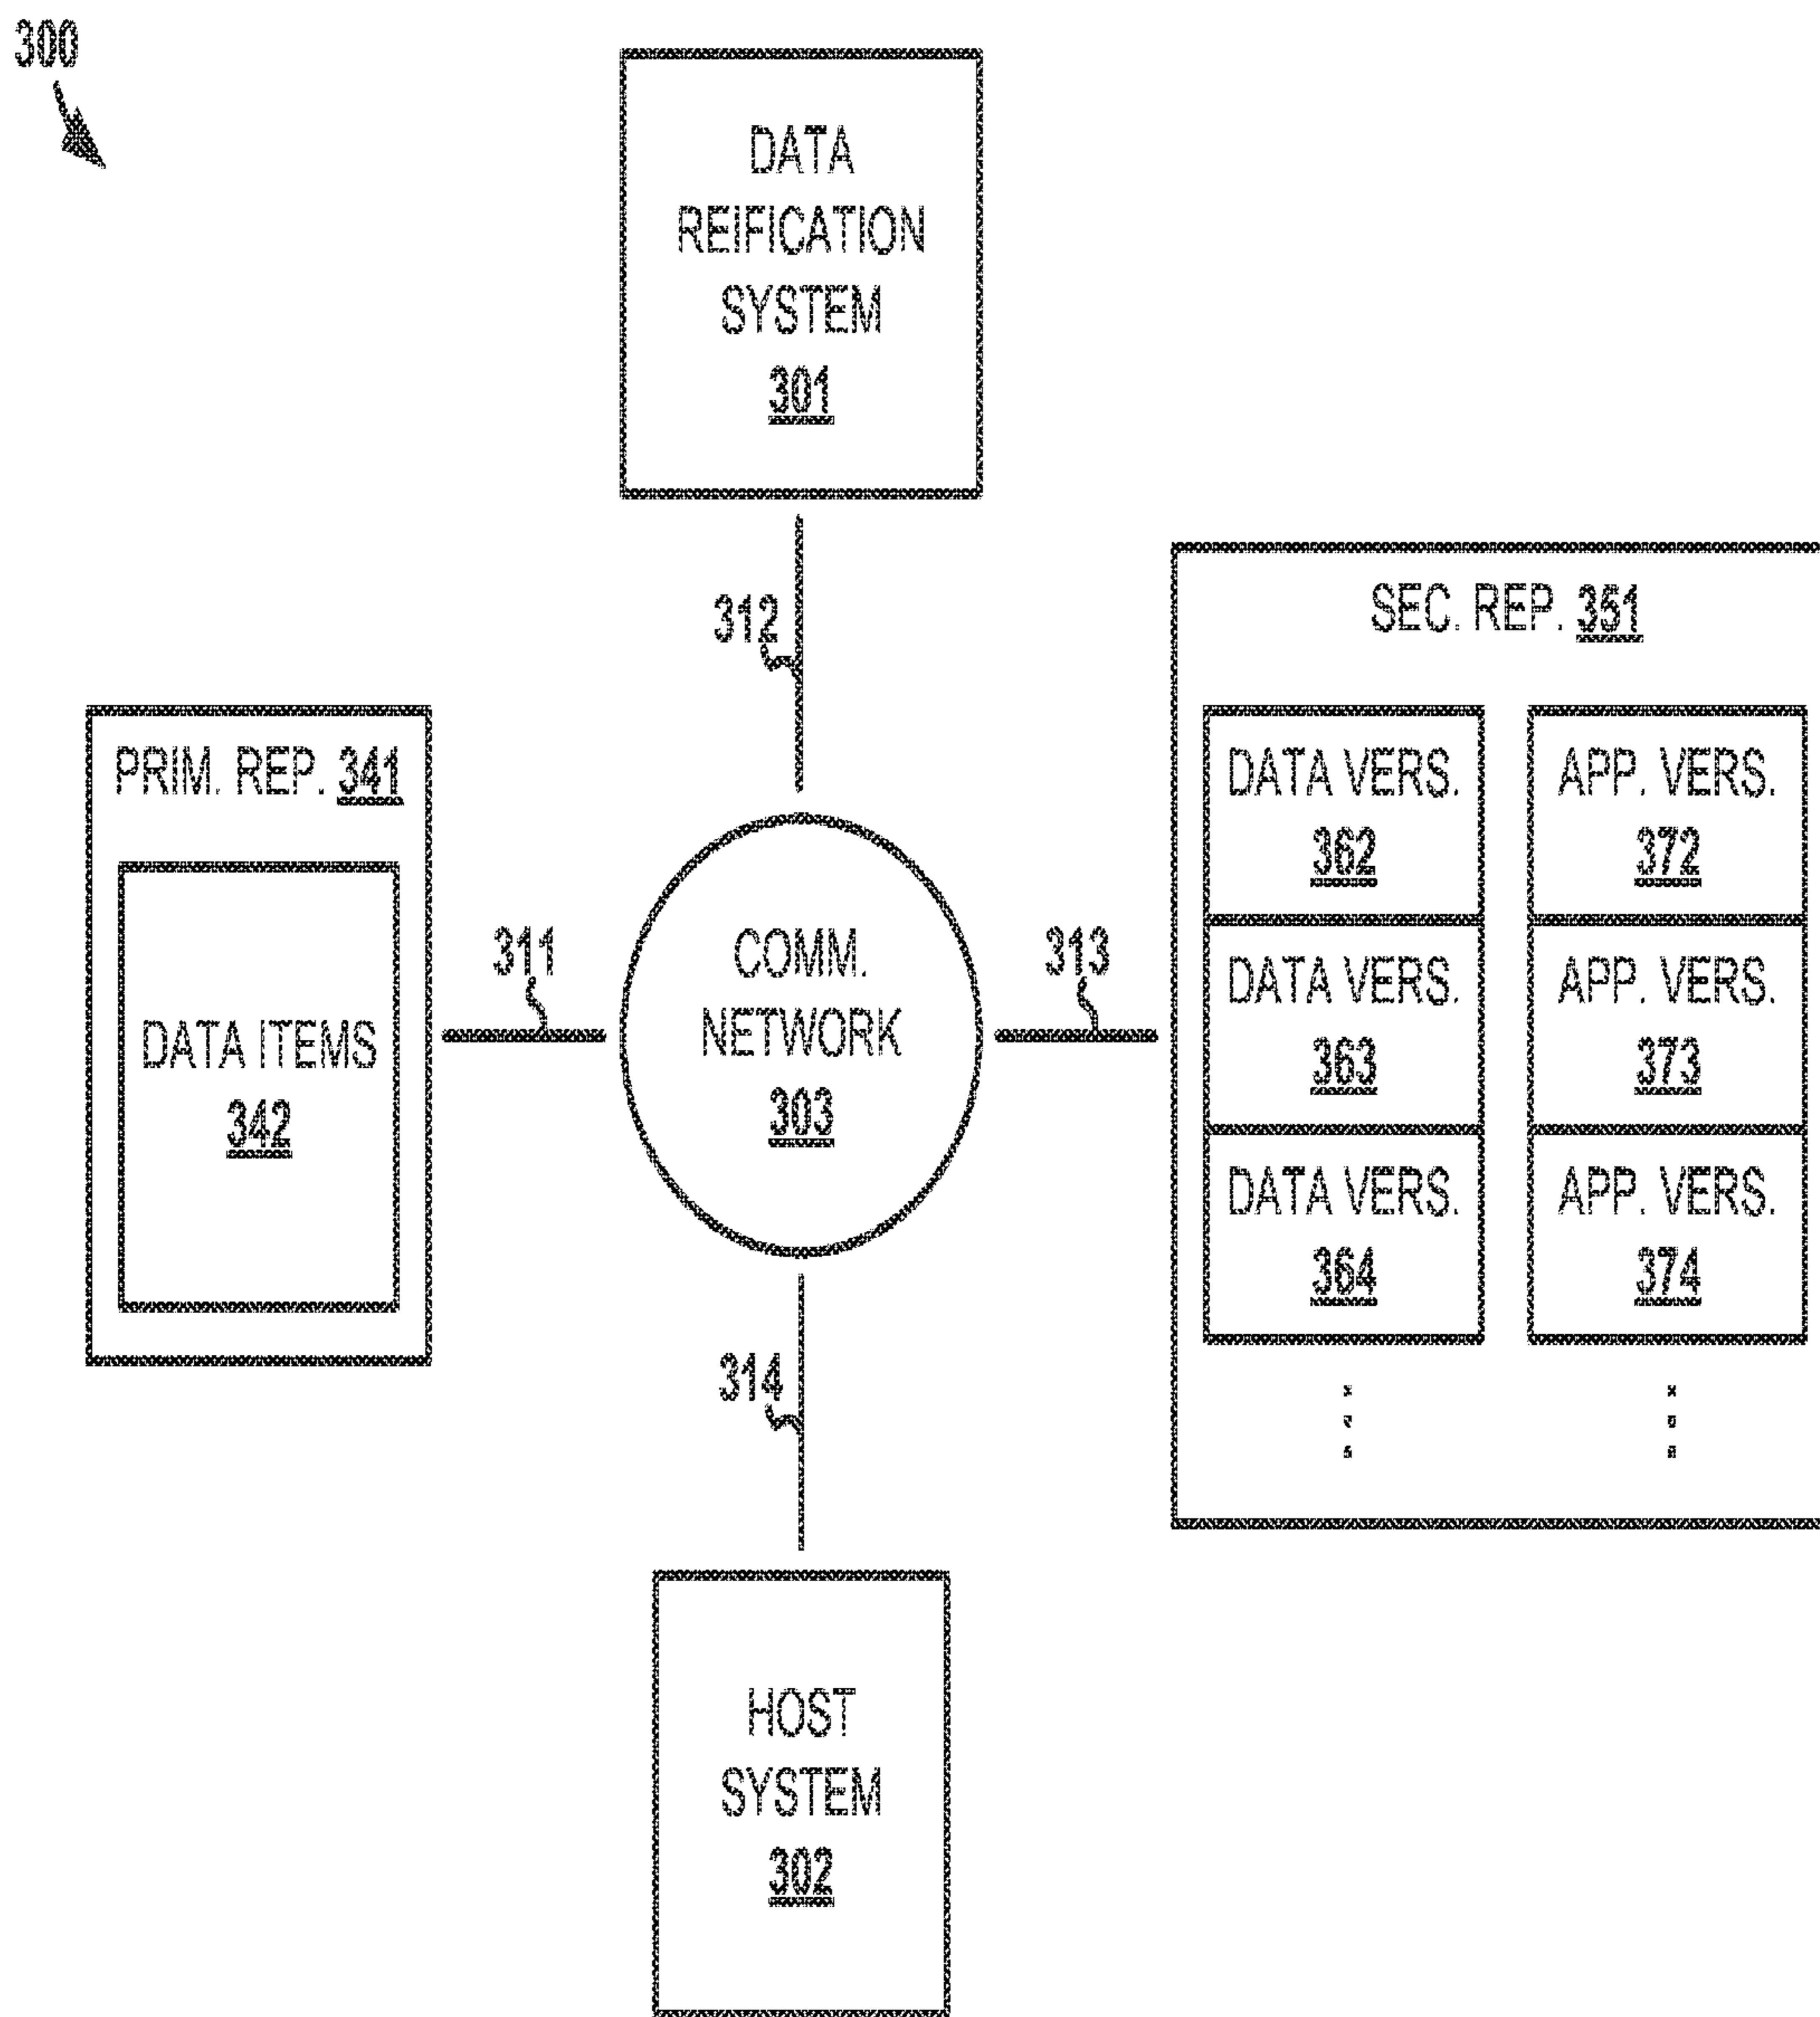 300
DATA
REIFICATION
SYSTEM
301
312
SEC. REP. 351
PRIM. REP. 341
DATA ITEMS
342
311
COMM.
NETWORK
303
313
DATA VERS.
362
APP. VERS.
372
DATA VERS.
363
APP. VERS.
373
DATA VERS.
364
APP. VERS.
374
314
HOST
SYSTEM
302